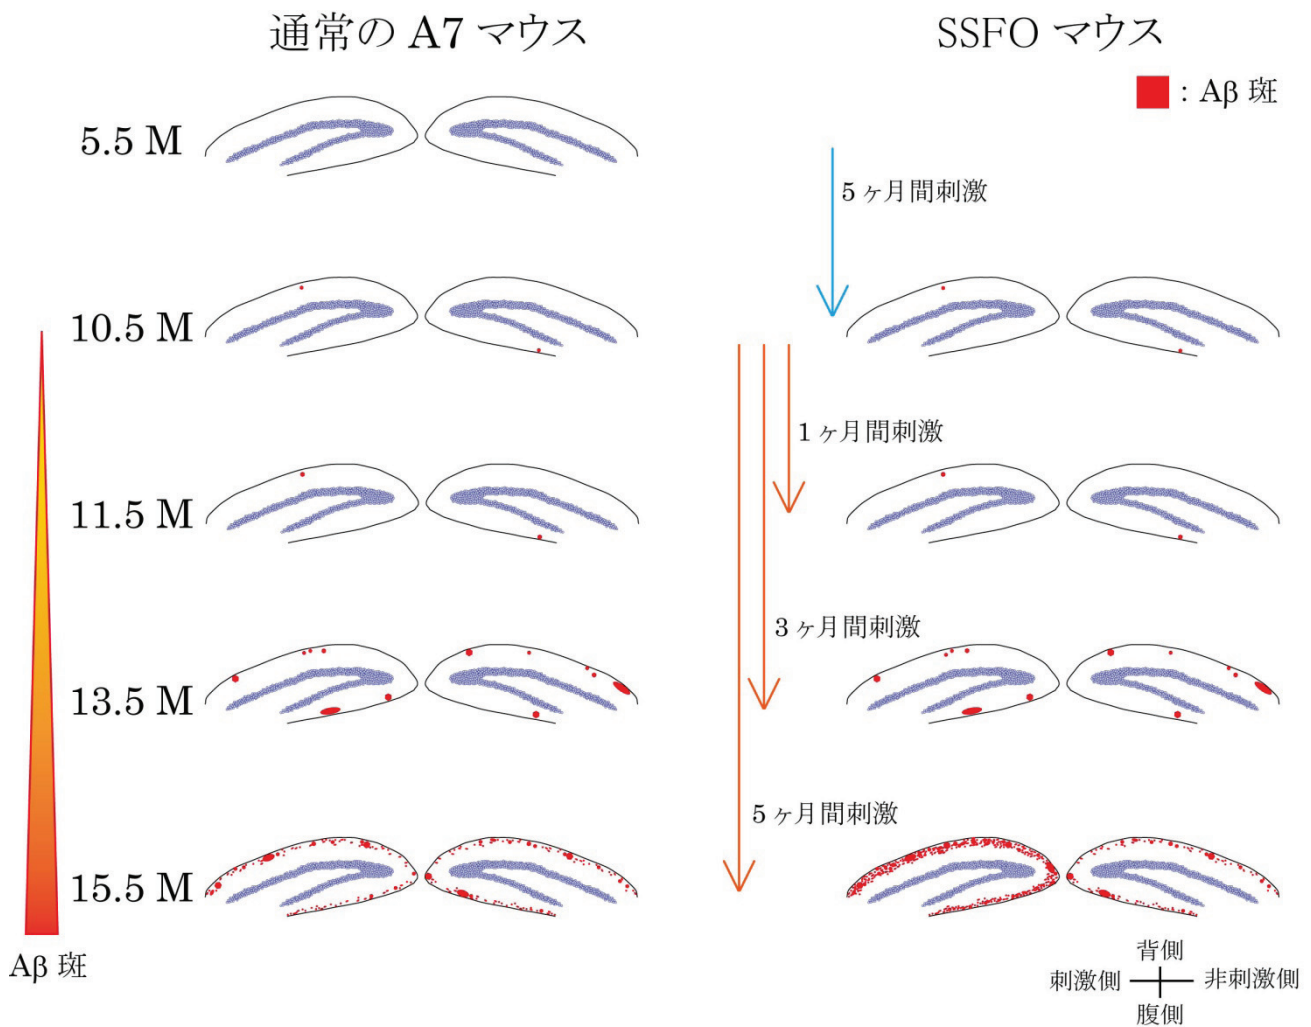 通常の A7 マウス
SSFO マウス
: Aβ 斑
5.5 M
5 ヶ月間刺激
10.5 M
1 ヶ月間刺激
11.5 M
3 ヶ月間刺激
13.5 M
5 ヶ月間刺激
15.5 M
Aβ 斑
背側
刺激側
非刺激側
腹側